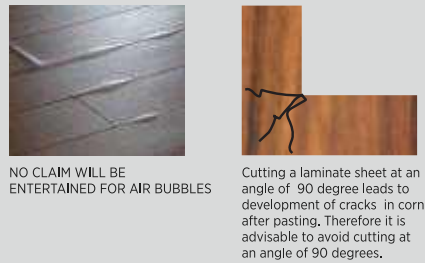 NO CLAIM WILL BE
ENTERTAINED FOR AIR BUBBLES
Cutting a laminate sheet at an
angle of 90 degree leads to
development of cracks in corn
after pasting. Therefore it is
advisable to avoid cutting at
an angle of 90 degrees.